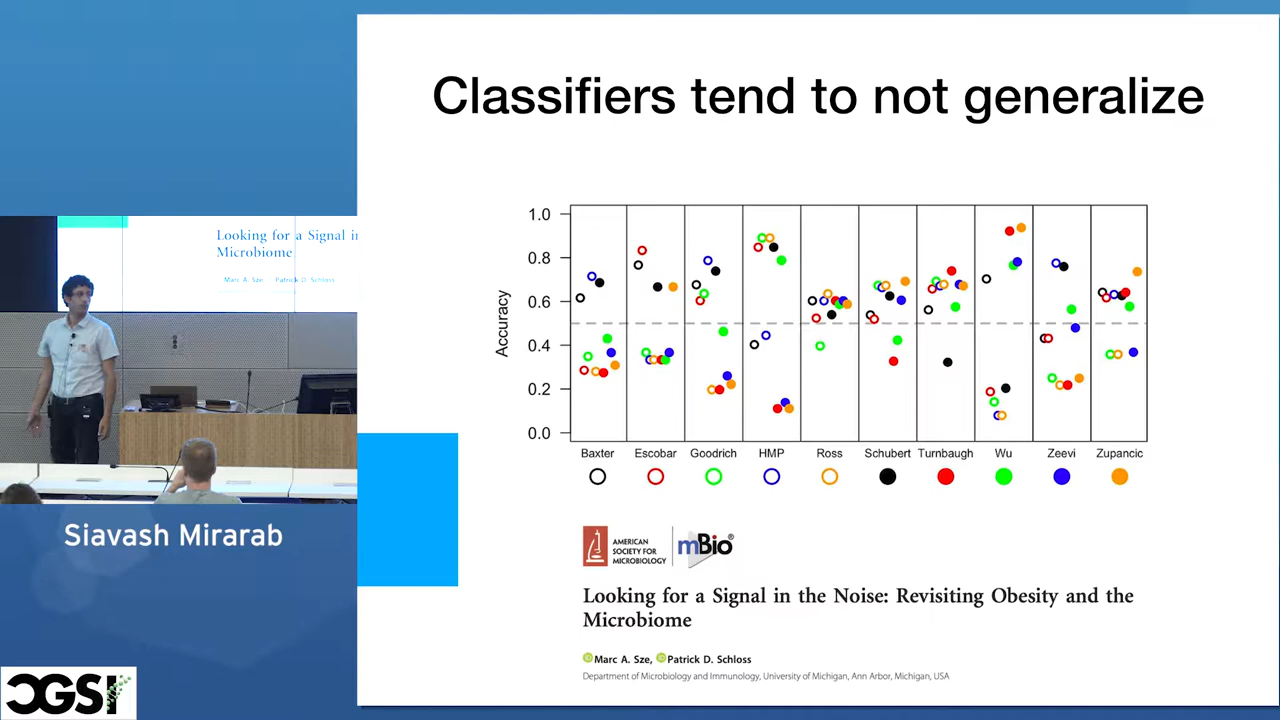 Classifiers tend to not generalize
1.0
0.8
0.6
0.4
0.2
0.0
Accuracy
Baxter Escobar Goodrich HMP Ross Schubert Turnbaugh Wu Zeevi Zupancic
AMERICAN
SOCIETY FOR
MICROBIOLOGY
mBio
Looking for a Signal in the Noise: Revisiting Obesity and the
Microbiome
iD Marc A. Sze, iD Patrick D. Schloss
Department of Microbiology and Immunology, University of Michigan, Ann Arbor, Michigan, USA
Looking for a Signal in
Microbiome
Marc A. Sze Patrick D. Schloss
Siavash Mirarab
CGSI